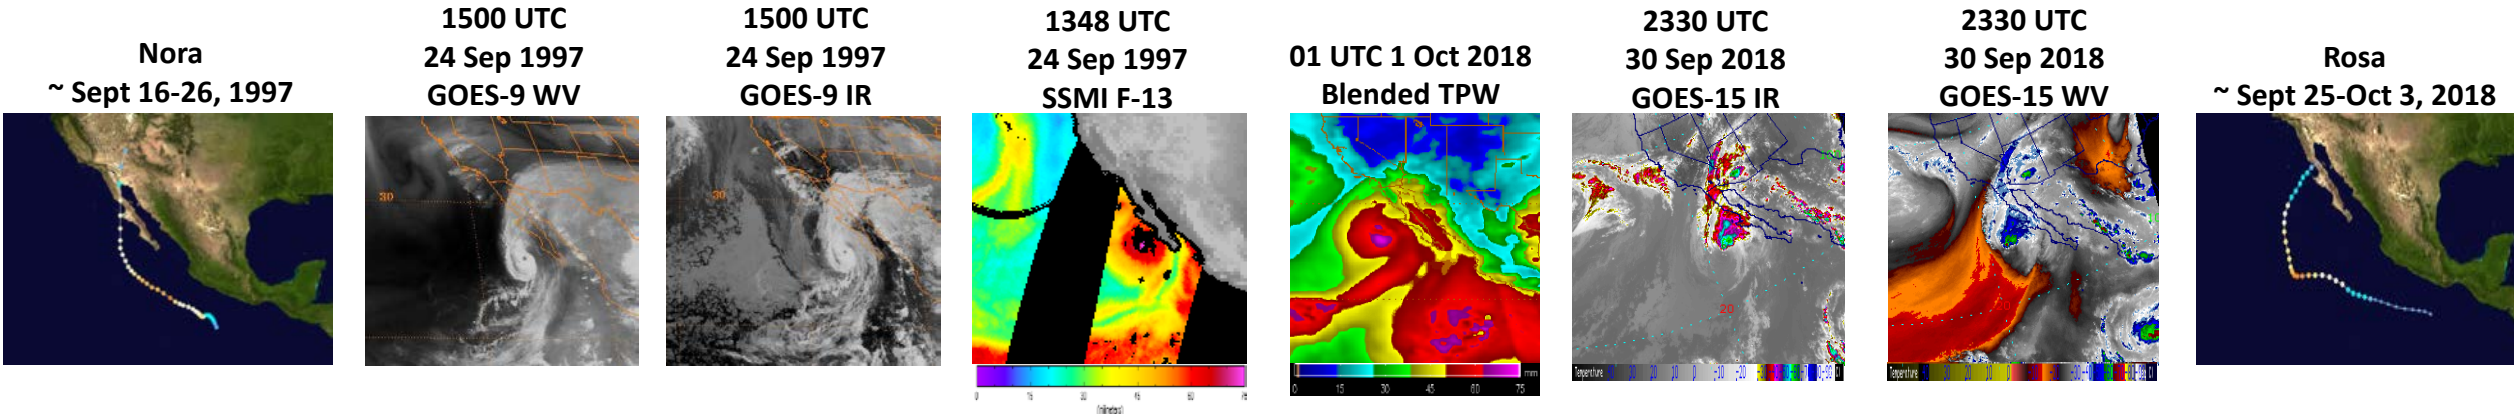 Nora
~ Sept 16-26, 1997
1500 UTC
24 Sep 1997
GOES-9 WV
30
1500 UTC
24 Sep 1997
GOES-9 IR
30
1348 UTC
24 Sep 1997
SSMI F-13
01 UTC 1 Oct 2018
Blended TPW
0 15 30 45 60 75 mm
2330 UTC
30 Sep 2018
GOES-15 IR
20
Temperature
2330 UTC
30 Sep 2018
GOES-15 WV
Temperature
Rosa
~ Sept 25-Oct 3, 2018